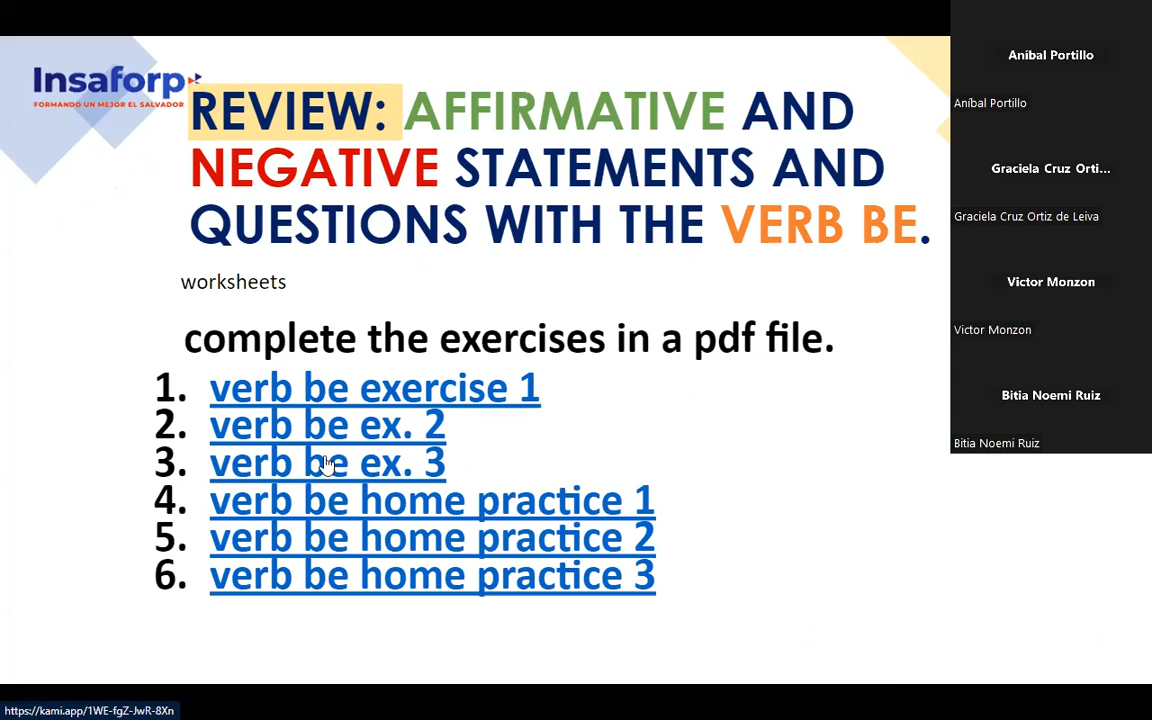 Insaforp
FORMANDO UN MEJOR EL SALVADOR
REVIEW: AFFIRMATIVE AND
NEGATIVE STATEMENTS AND
QUESTIONS WITH THE VERB BE.
worksheets
complete the exercises in a pdf file.
1. verb be exercise 1
2. verb be ex. 2
3. verb be ex. 3
4. verb be home practice 1
5. verb be home practice 2
6. verb be home practice 3
Aníbal Portillo
Aníbal Portillo
Graciela Cruz Orti...
Graciela Cruz Ortiz de Leiva
Victor Monzon
Victor Monzon
Bitia Noemi Ruiz
Bitia Noemi Ruiz
https://kami.app/1WE-fgZ-JwR-8Xn